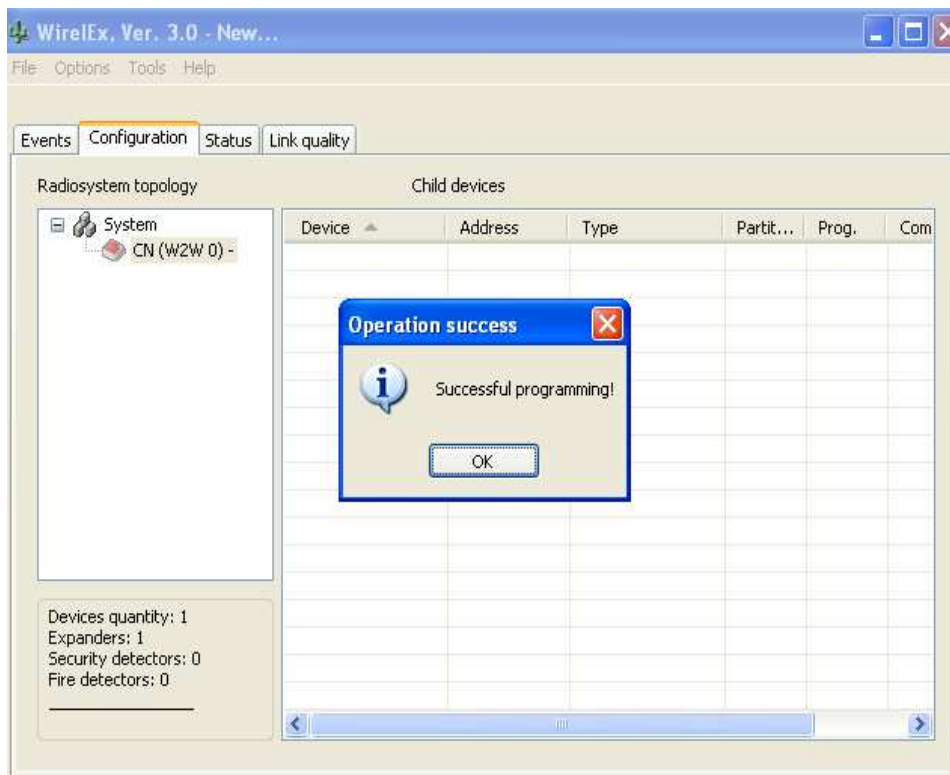 WirelEx, Ver. 3.0 - New...
File Options Tools Help
Events Configuration Status Link quality
Radiosystem topology
Child devices
System
CN (W2W 0) -
Device Address Type Partit... Prog. Com
Operation success
Successful programming!
OK
Devices quantity: 1
Expanders: 1
Security detectors: 0
Fire detectors: 0